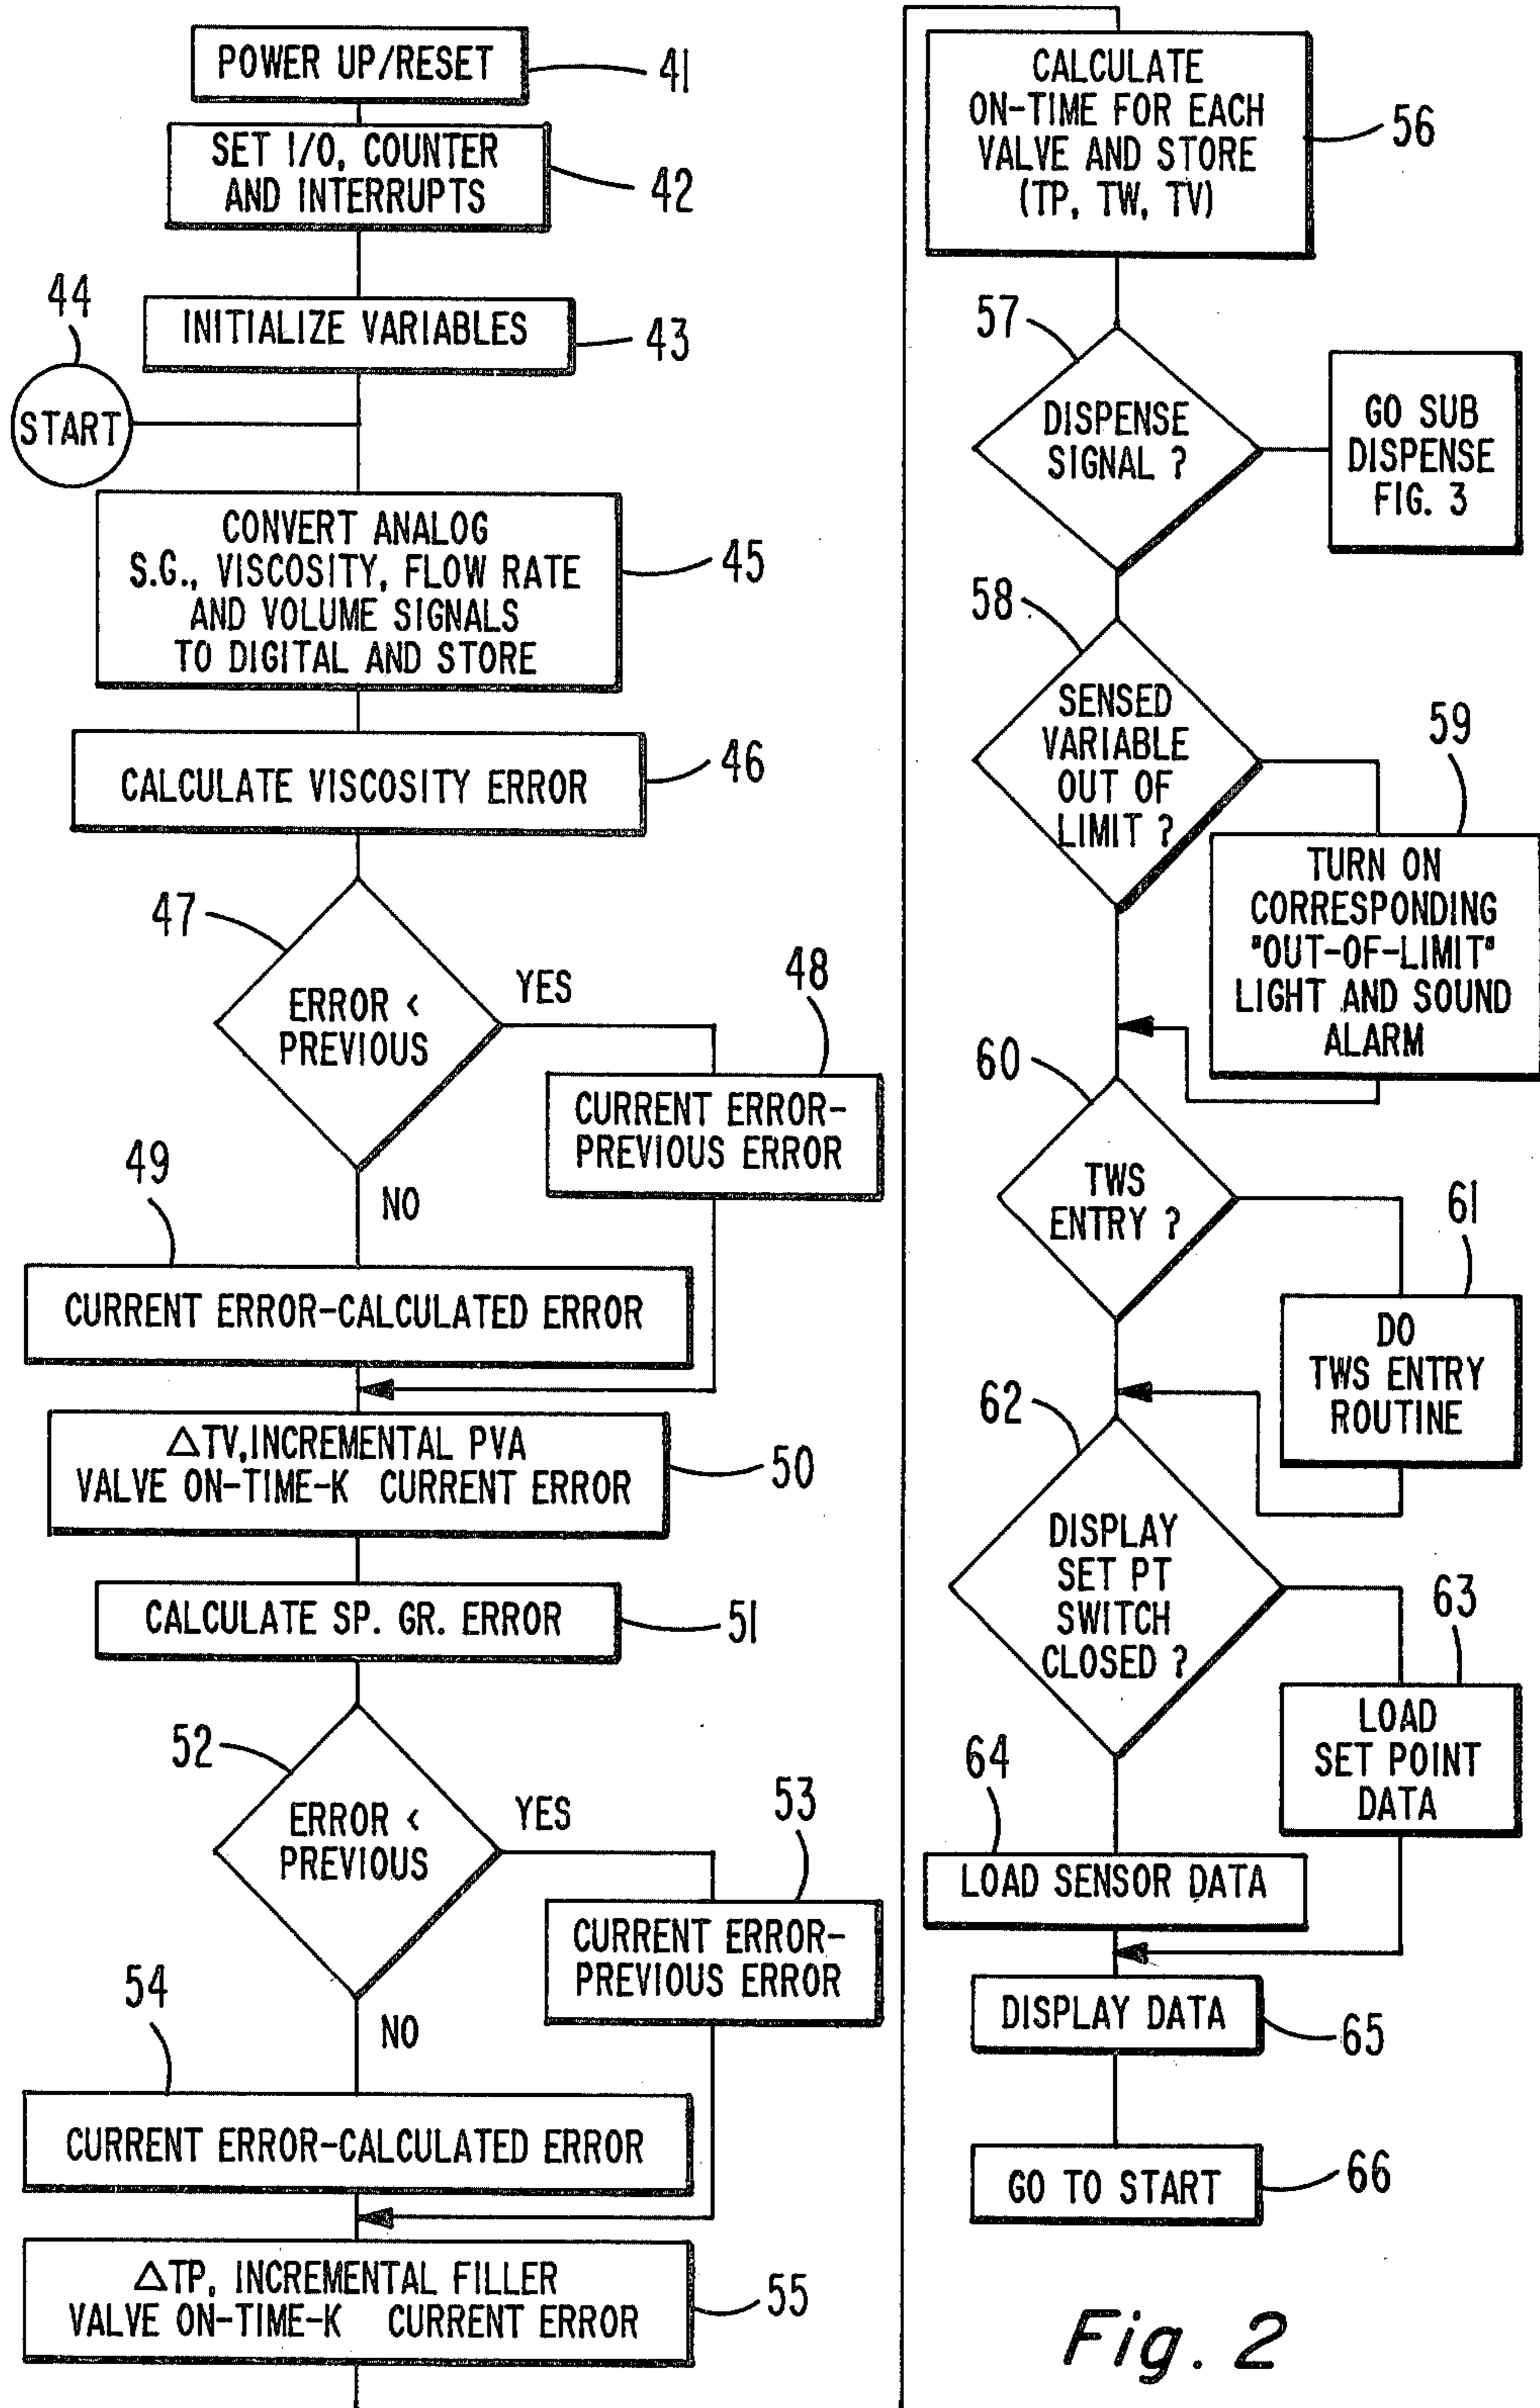 POWER UP/RESET
41
SET I/O, COUNTER
AND INTERRUPTS
42
44
INITIALIZE VARIABLES
43
START
CONVERT ANALOG
S.G., VISCOSITY, FLOW RATE
AND VOLUME SIGNALS
TO DIGITAL AND STORE
45
CALCULATE VISCOSITY ERROR
46
47
ERROR <
PREVIOUS
YES
48
CURRENT ERROR-
PREVIOUS ERROR
NO
49
CURRENT ERROR-CALCULATED ERROR
△TV, INCREMENTAL PVA
VALVE ON-TIME-K CURRENT ERROR
50
CALCULATE SP. GR. ERROR
51
52
ERROR <
PREVIOUS
YES
53
CURRENT ERROR-
PREVIOUS ERROR
NO
54
CURRENT ERROR-CALCULATED ERROR
△TP, INCREMENTAL FILLER
VALVE ON-TIME-K CURRENT ERROR
55
CALCULATE
ON-TIME FOR EACH
VALVE AND STORE
(TP, TW, TV)
56
57
DISPENSE
SIGNAL ?
GO SUB
DISPENSE
FIG. 3
58
SENSED
VARIABLE
OUT OF
LIMIT ?
59
TURN ON
CORRESPONDING
"OUT-OF-LIMIT"
LIGHT AND SOUND
ALARM
60
TWS
ENTRY ?
61
DO
TWS ENTRY
ROUTINE
62
DISPLAY
SET PT
SWITCH
CLOSED ?
63
LOAD
SET POINT
DATA
64
LOAD SENSOR DATA
DISPLAY DATA
65
GO TO START
66
Fig. 2